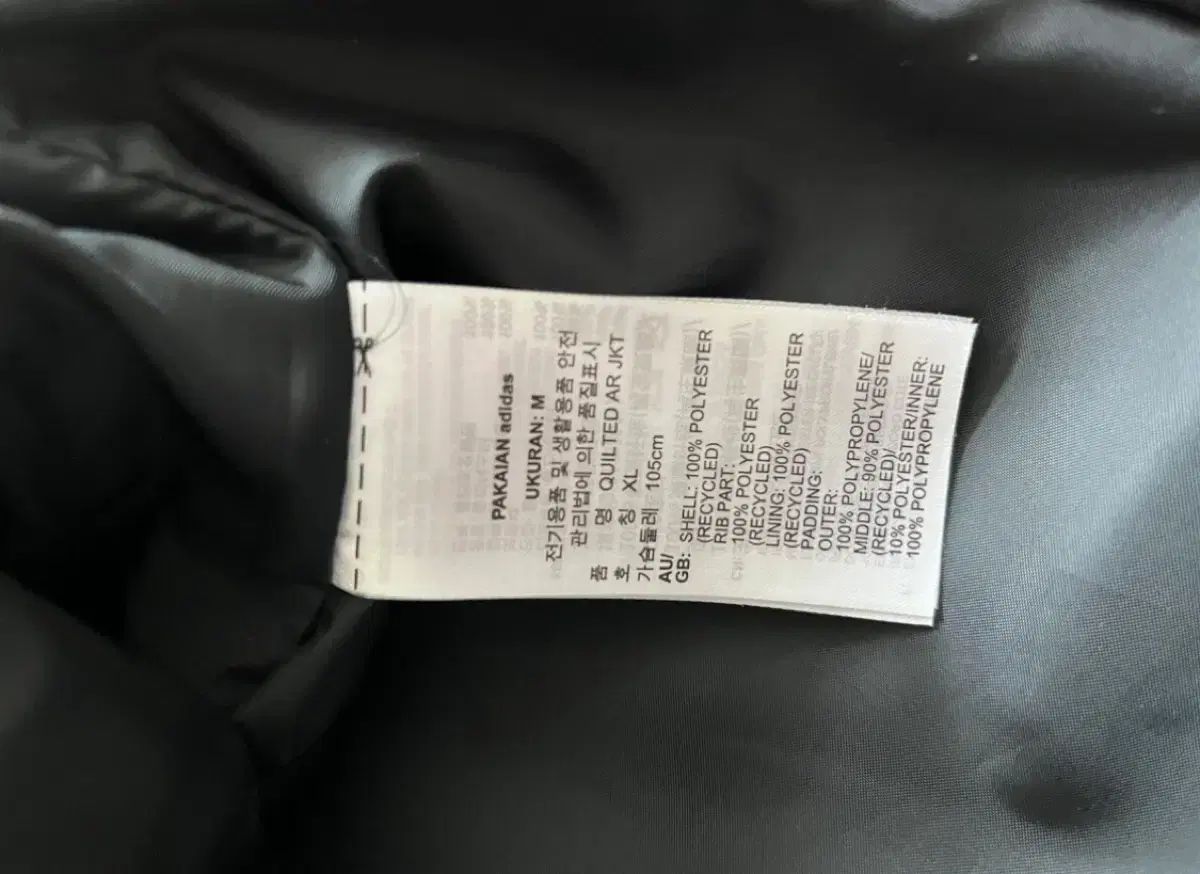 PAKAIAN adidas
UKURAN: M
전기용품 및 생활용품 안전
관리법에 의한 품질표시
품 명 QUILTED AR JKT
호 칭 XL
가슴둘레 105cm
AU/
GB: SHELL: 100% POLYESTER
(RECYCLED)
RIB PART:
100% POLYESTER
(RECYCLED)
LINING: 100% POLYESTER
(RECYCLED)
PADDING:
OUTER:
100% POLYPROPYLENE/
MIDDLE: 90% POLYESTER
(RECYCLED)/
10% POLYESTER/INNER:
100% POLYPROPYLENE